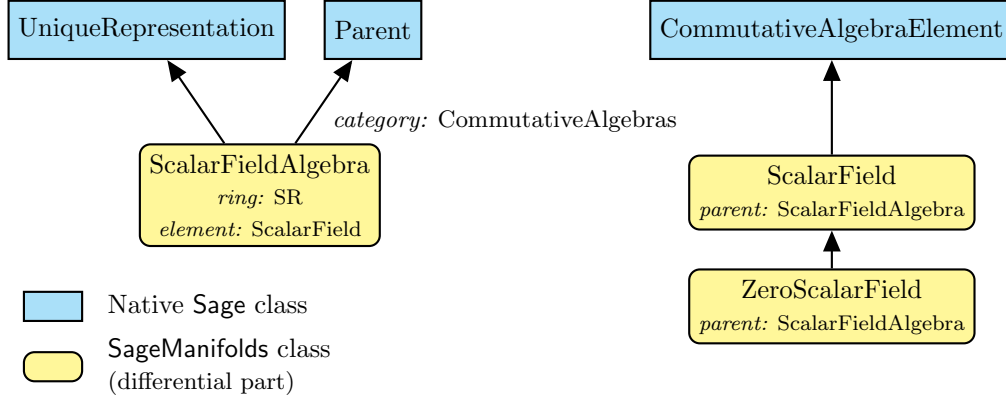 UniqueRepresentation
Parent
CommutativeAlgebraElement
category: CommutativeAlgebras
ScalarFieldAlgebra
ring: SR
element: ScalarField
ScalarField
parent: ScalarFieldAlgebra
ZeroScalarField
parent: ScalarFieldAlgebra
Native Sage class
SageManifolds class
(differential part)